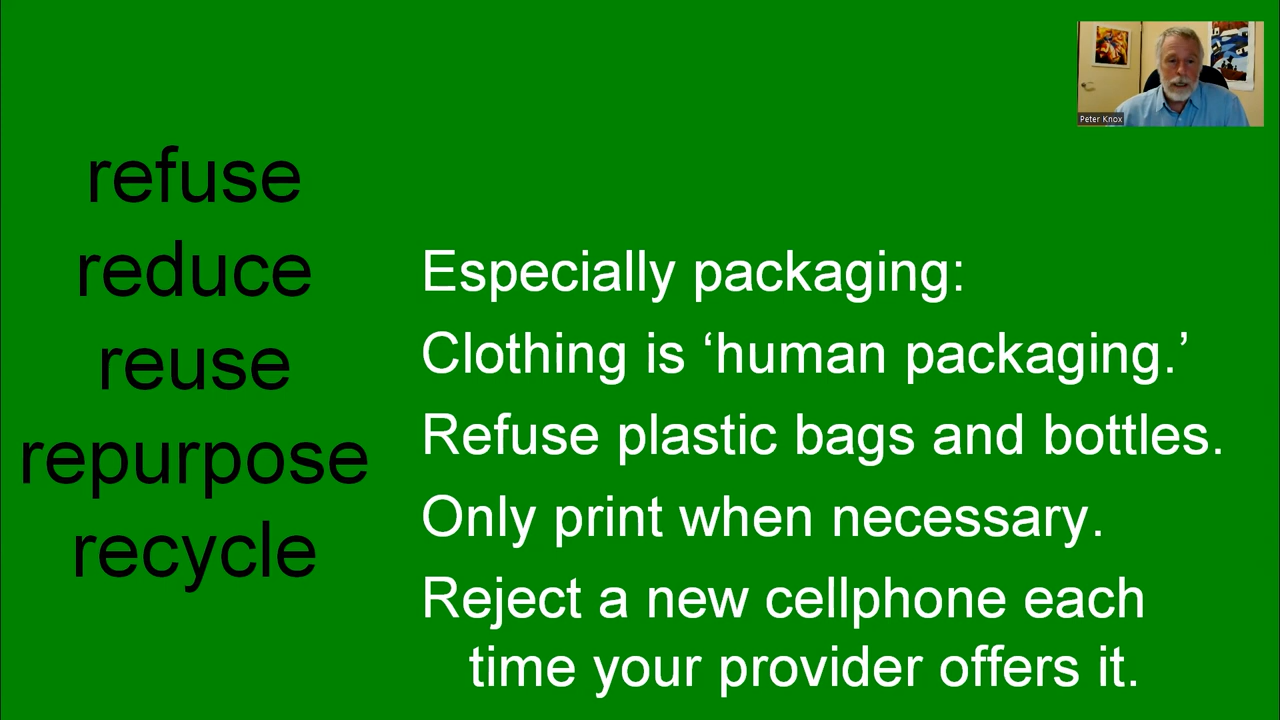 refuse
reduce
reuse
repurpose
recycle
Especially packaging:
Clothing is ‘human packaging.’
Refuse plastic bags and bottles.
Only print when necessary.
Reject a new cellphone each
time your provider offers it.
Peter Knox